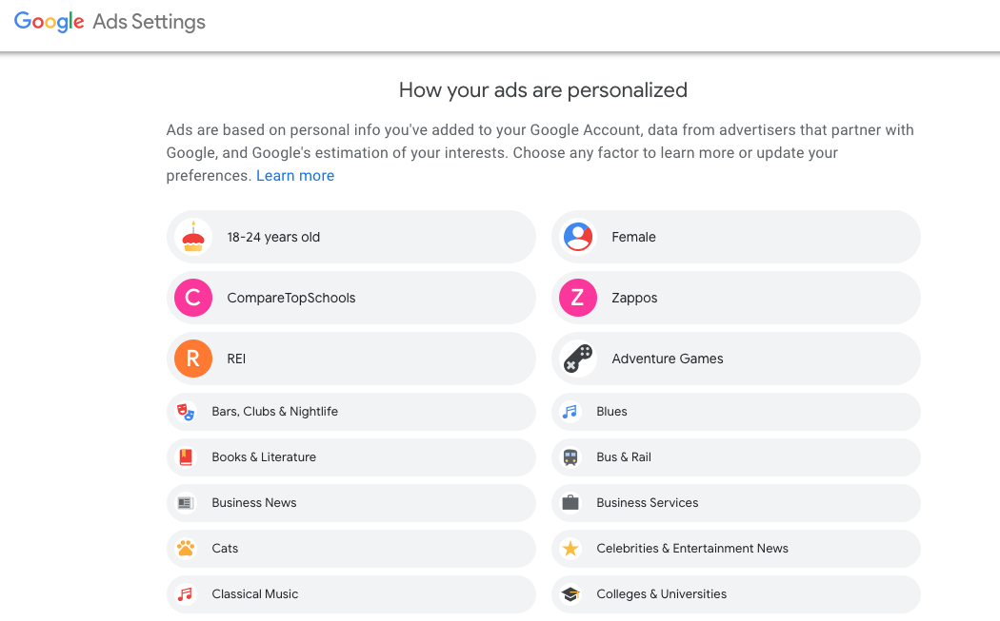 Google Ads Settings
How your ads are personalized
Ads are based on personal info you've added to your Google Account, data from advertisers that partner with
Google, and Google's estimation of your interests. Choose any factor to learn more or update your
preferences. Learn more
18-24 years old
Female
C CompareTopSchools
Z Zappos
R REI
Adventure Games
Bars, Clubs & Nightlife
Blues
Books & Literature
Bus & Rail
Business News
Business Services
Cats
Celebrities & Entertainment News
Classical Music
Colleges & Universities